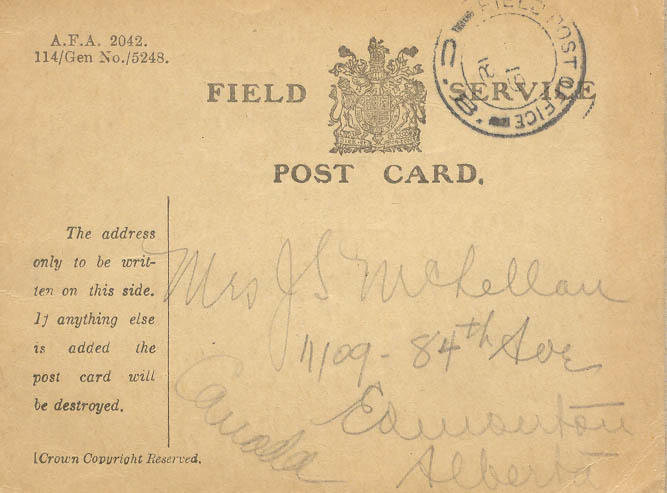 A.F.A. 2042.
114/Gen No./5248.
FIELD SERVICE
POST CARD.
FIELD POST OFFICE
The address
only to be writ-
ten on this side.
If anything else
is added the
post card will
be destroyed.
[Crown Copyright Reserved.
Mrs J S McLellan
11109 - 84th Ave
Edmonton
Alberta
Canada